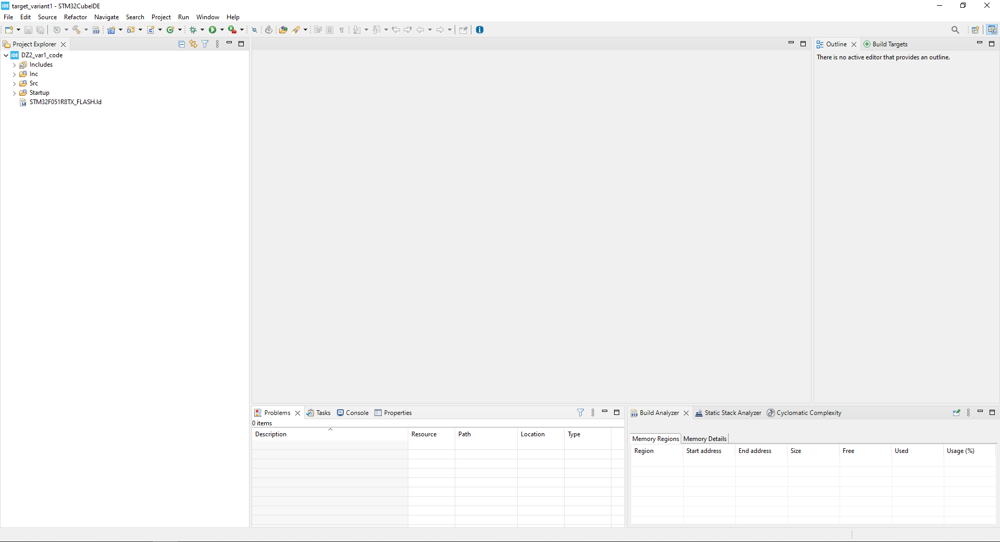 IDE target_variant1 - STM32CubeIDE
File Edit Source Refactor Navigate Search Project Run Window Help
Project Explorer
IDE DZ2_var1_code
Includes
Inc
Src
Startup
STM32F051R8TX_FLASH.ld
Outline Build Targets
There is no active editor that provides an outline.
Problems Tasks Console Properties
0 items
Description Resource Path Location Type
Build Analyzer Static Stack Analyzer Cyclomatic Complexity
Memory Regions Memory Details
Region Start address End address Size Free Used Usage (%)